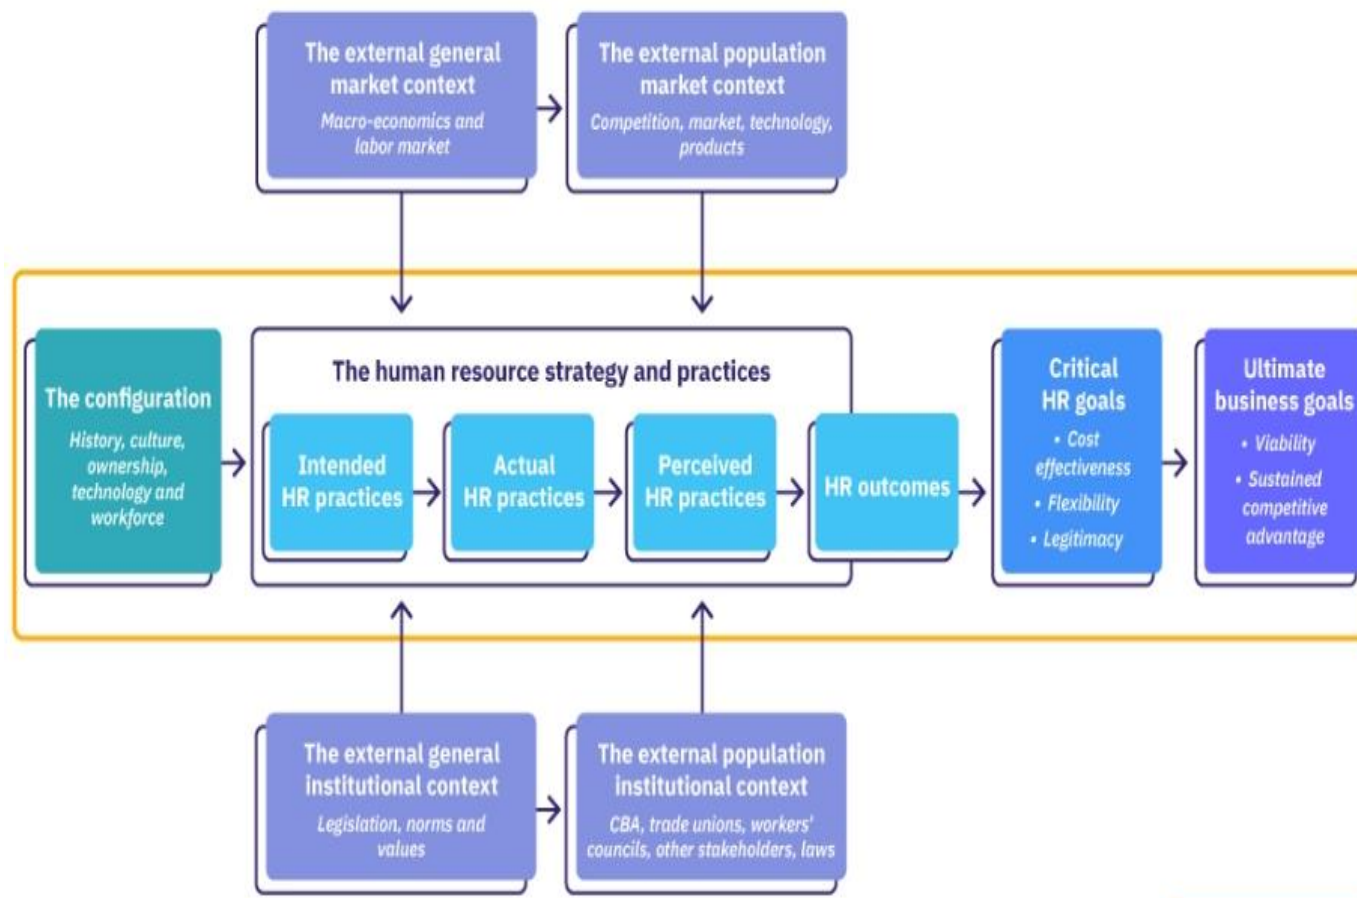 The external general
market context
Macro-economics and
labor market
The external population
market context
Competition, market, technology,
products
The configuration
History, culture,
ownership,
technology and
workforce
The human resource strategy and practices
Intended
HR practices
Actual
HR practices
Perceived
HR practices
HR outcomes
Critical
HR goals
• Cost
effectiveness
• Flexibility
• Legitimacy
Ultimate
business goals
• Viability
• Sustained
competitive
advantage
The external general
institutional context
Legislation, norms and
values
The external population
institutional context
CBA, trade unions, workers'
councils, other stakeholders, laws